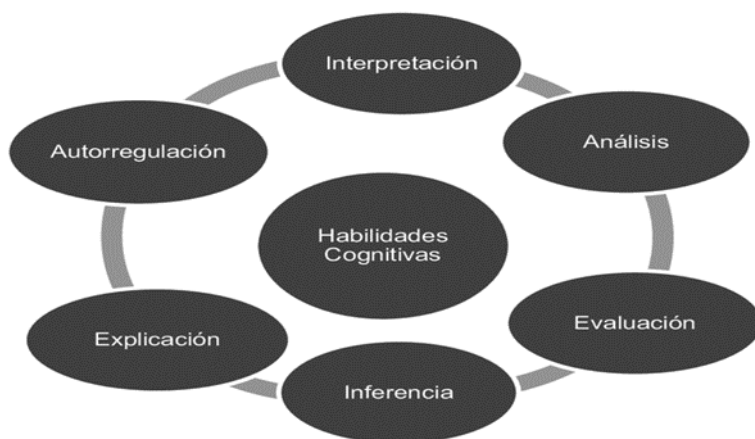 Interpretación
Análisis
Evaluación
Inferencia
Explicación
Autorregulación
Habilidades
Cognitivas